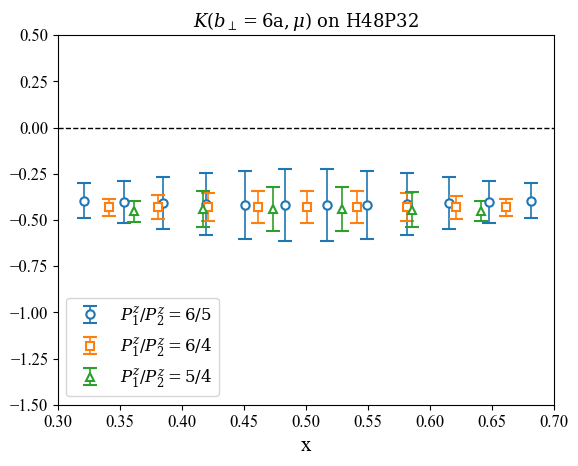 K(b⊥ = 6a, μ) on H48P32
0.50
0.25
0.00
−0.25
−0.50
−0.75
−1.00
−1.25
−1.50
P₁ᶻ/P₂ᶻ = 6/5
P₁ᶻ/P₂ᶻ = 6/4
P₁ᶻ/P₂ᶻ = 5/4
0.30 0.35 0.40 0.45 0.50 0.55 0.60 0.65 0.70
x